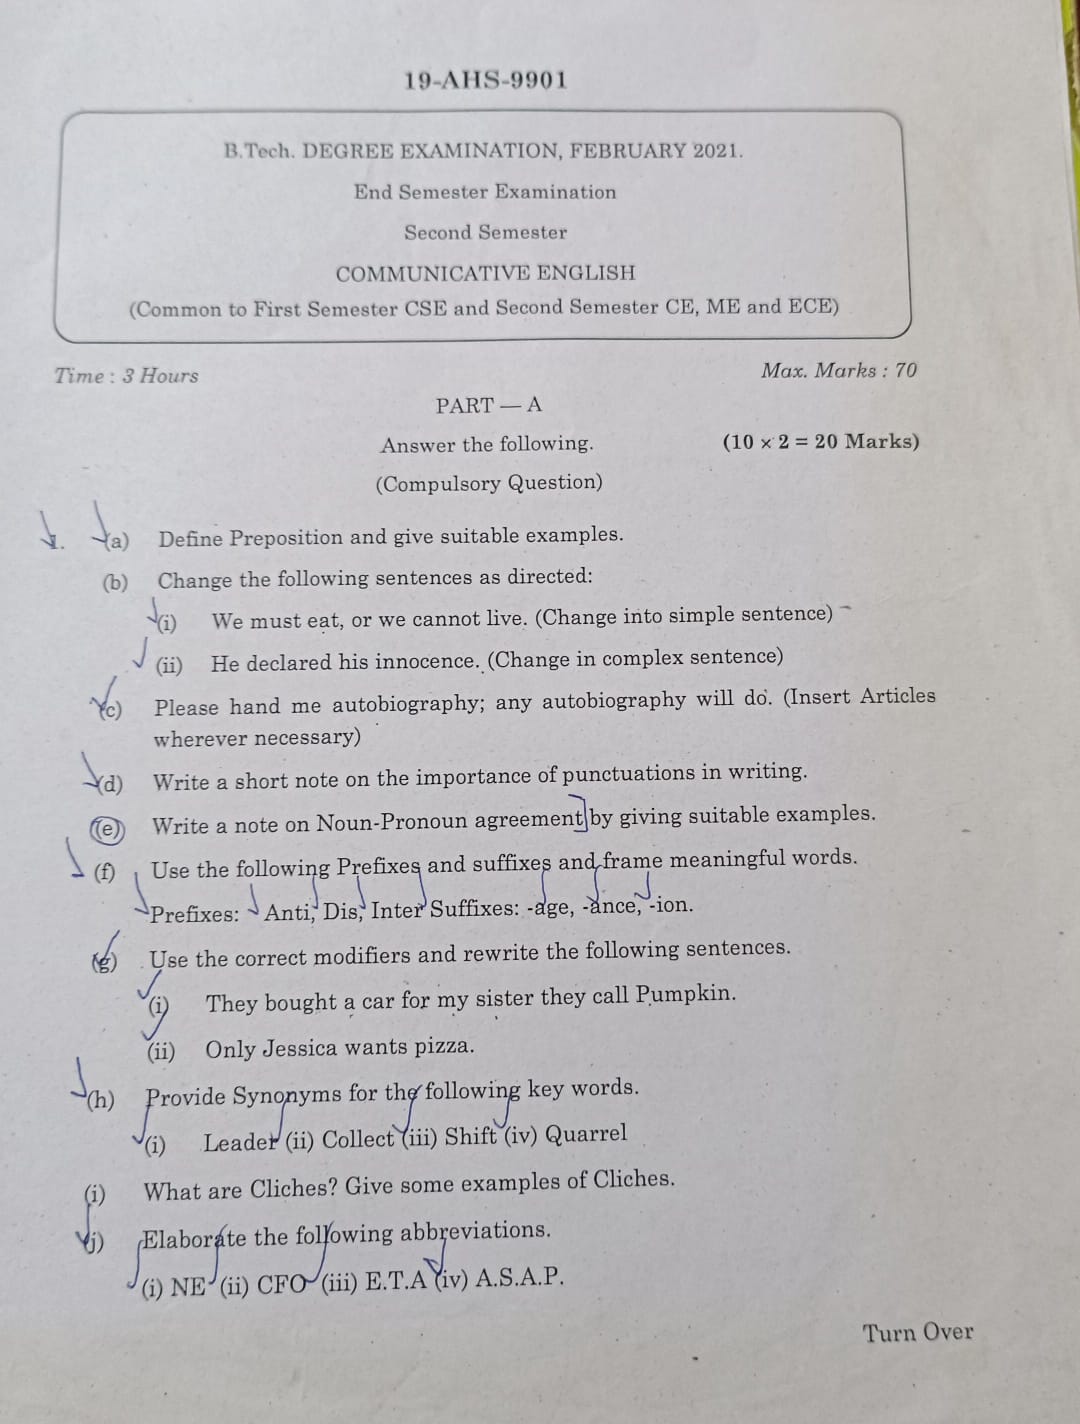 19-AHS-9901
B.Tech. DEGREE EXAMINATION, FEBRUARY 2021.
End Semester Examination
Second Semester
COMMUNICATIVE ENGLISH
(Common to First Semester CSE and Second Semester CE, ME and ECE)
Time : 3 Hours Max. Marks : 70
PART — A
Answer the following. (10 × 2 = 20 Marks)
(Compulsory Question)
1. (a) Define Preposition and give suitable examples.
(b) Change the following sentences as directed:
(i) We must eat, or we cannot live. (Change into simple sentence)
(ii) He declared his innocence. (Change in complex sentence)
(c) Please hand me autobiography; any autobiography will do. (Insert Articles
wherever necessary)
(d) Write a short note on the importance of punctuations in writing.
(e) Write a note on Noun-Pronoun agreement by giving suitable examples.
(f) Use the following Prefixes and suffixes and frame meaningful words.
Prefixes: Anti, Dis, Inter Suffixes: -age, -ance, -ion.
(g) Use the correct modifiers and rewrite the following sentences.
(i) They bought a car for my sister they call Pumpkin.
(ii) Only Jessica wants pizza.
(h) Provide Synonyms for the following key words.
(i) Leader (ii) Collect (iii) Shift (iv) Quarrel
(i) What are Cliches? Give some examples of Cliches.
(j) Elaborate the following abbreviations.
(i) NE (ii) CFO (iii) E.T.A (iv) A.S.A.P.
Turn Over